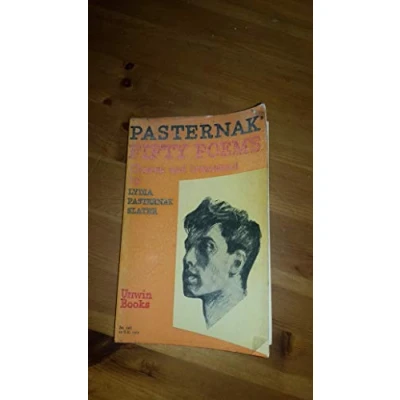 PASTERNAK
FIFTY POEMS
LYDIA
PASTERNAK
SLATER
Unwin
Books